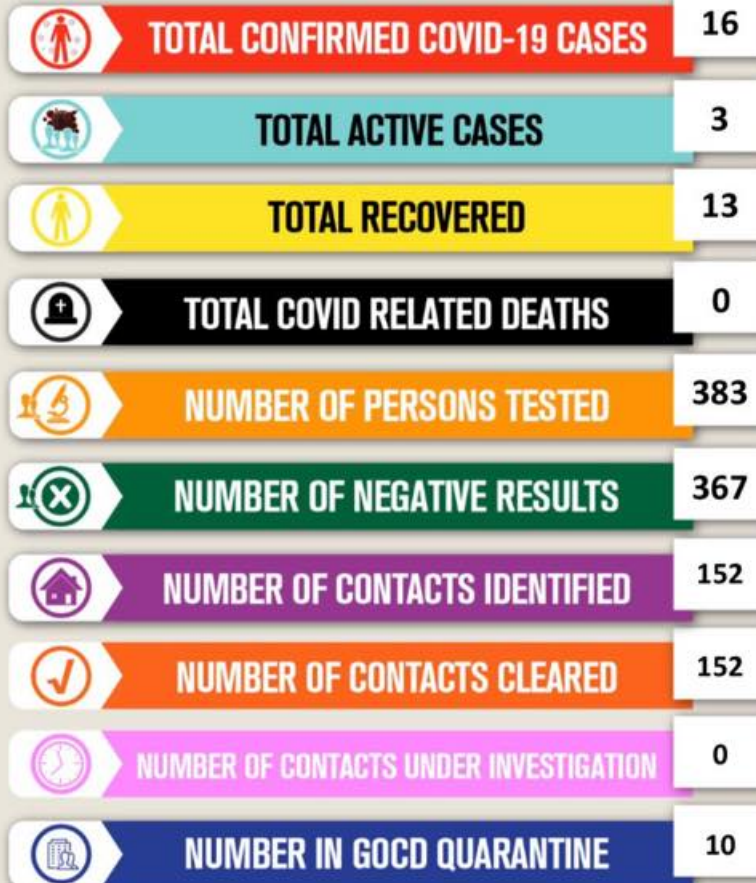 TOTAL CONFIRMED COVID-19 CASES 16
TOTAL ACTIVE CASES 3
TOTAL RECOVERED 13
TOTAL COVID RELATED DEATHS 0
NUMBER OF PERSONS TESTED 383
NUMBER OF NEGATIVE RESULTS 367
NUMBER OF CONTACTS IDENTIFIED 152
NUMBER OF CONTACTS CLEARED 152
NUMBER OF CONTACTS UNDER INVESTIGATION 0
NUMBER IN GOCD QUARANTINE 10